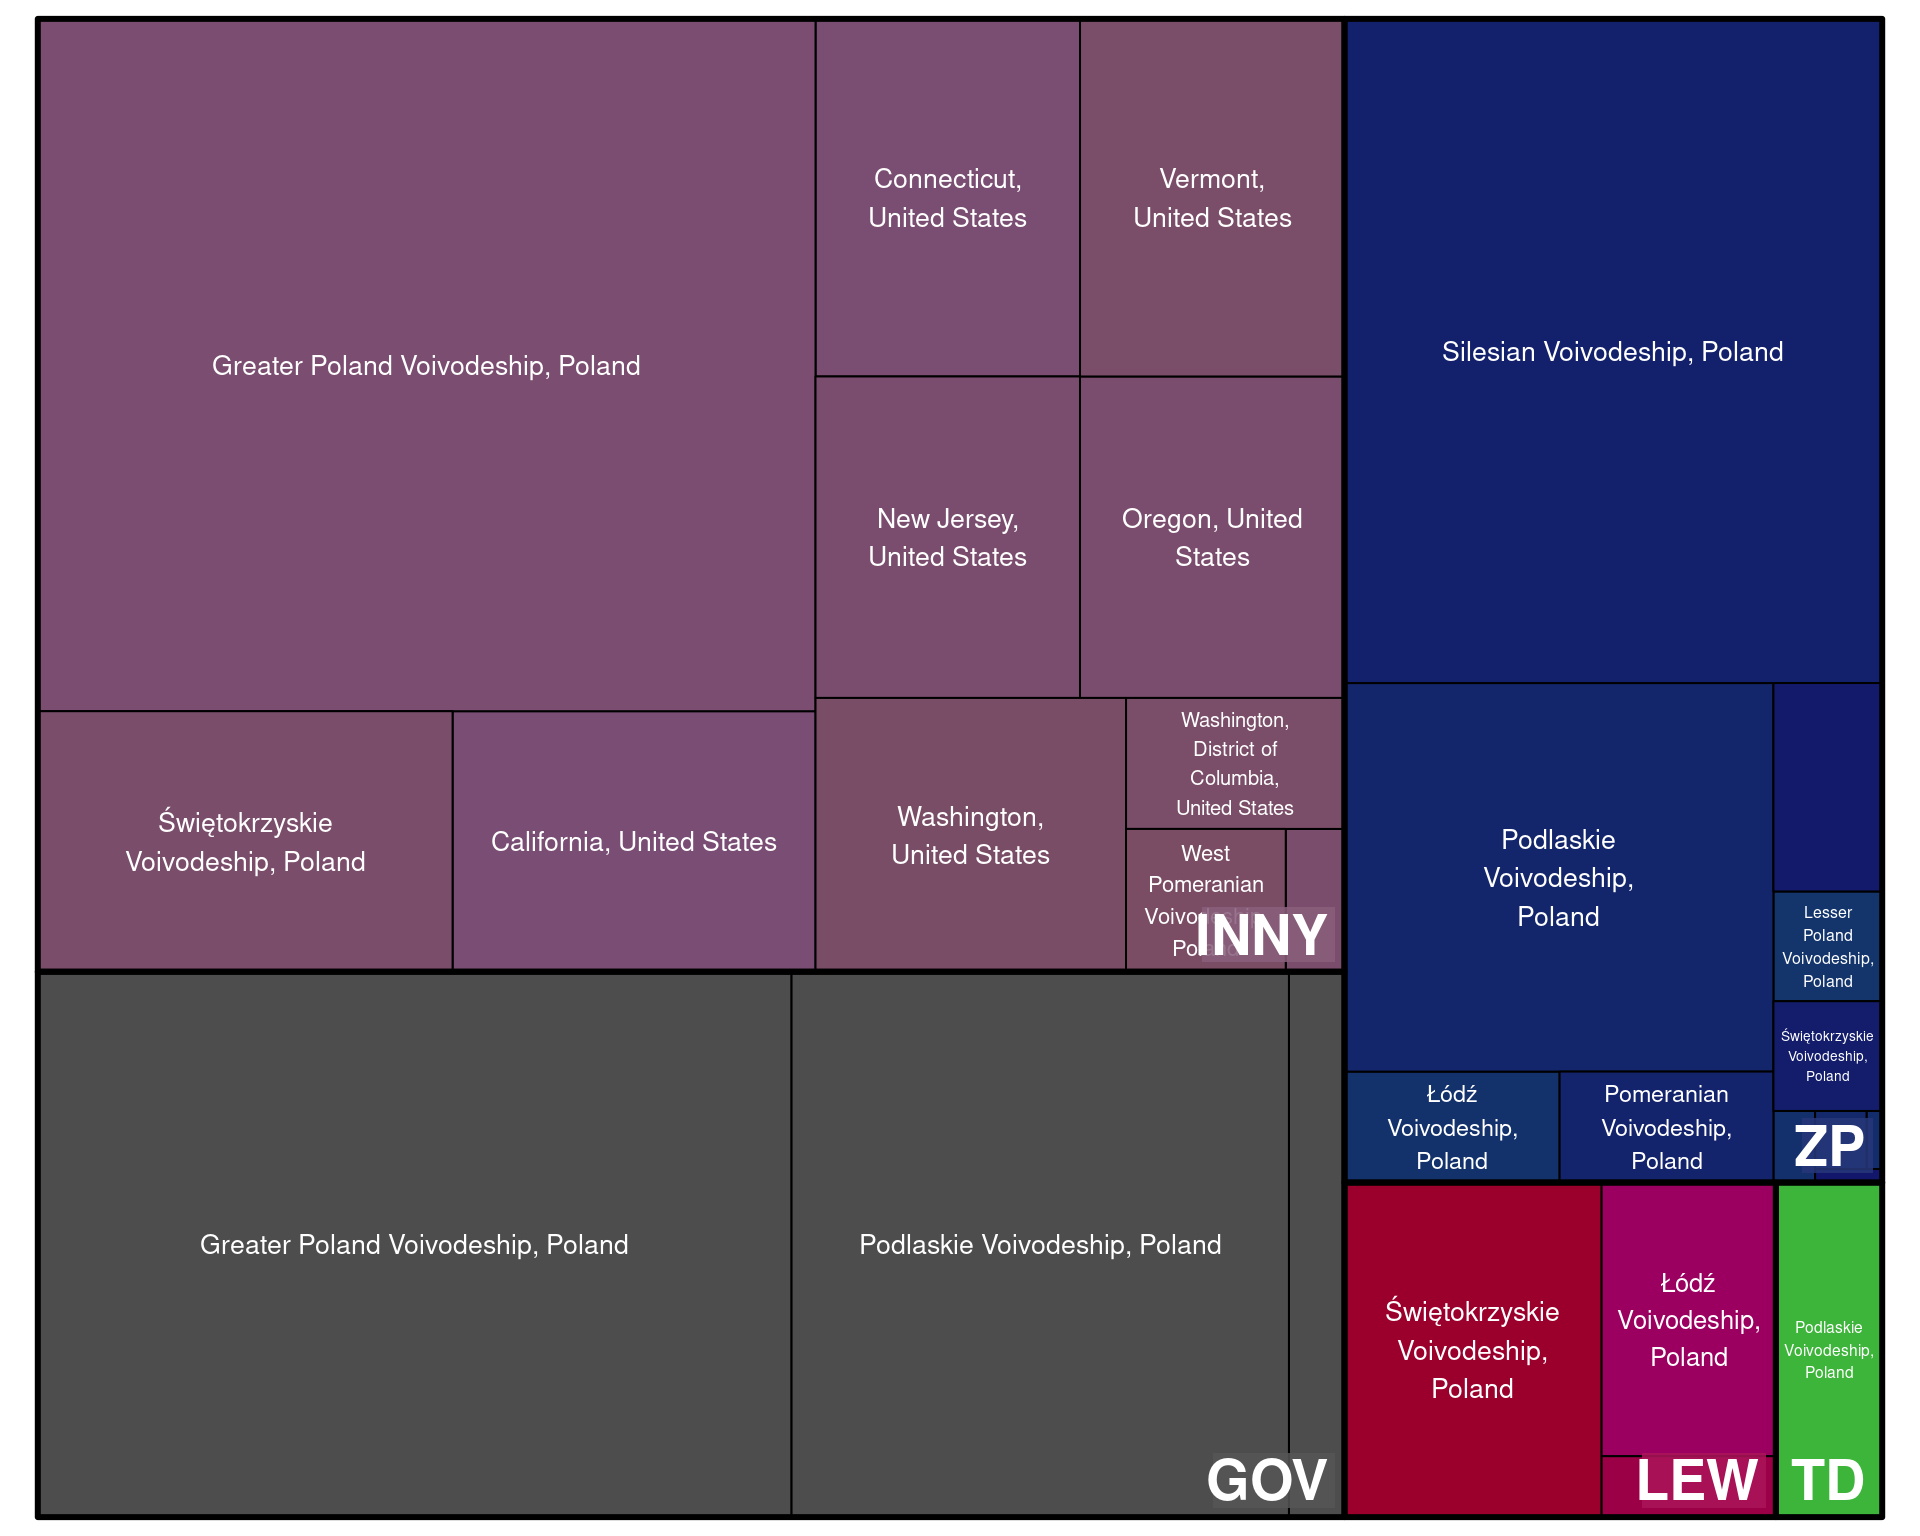 Greater Poland Voivodeship, Poland
Connecticut,
United States
Vermont,
United States
New Jersey,
United States
Oregon, United
States
Świętokrzyskie
Voivodeship, Poland
California, United States
Washington,
United States
Washington,
District of
Columbia,
United States
West
Pomeranian
INNY
Greater Poland Voivodeship, Poland
Podlaskie Voivodeship, Poland
GOV
Silesian Voivodeship, Poland
Podlaskie
Voivodeship,
Poland
Lesser
Poland
Voivodeship,
Poland
Świętokrzyskie
Voivodeship,
Poland
Łódź
Voivodeship,
Poland
Pomeranian
Voivodeship,
Poland
ZP
Świętokrzyskie
Voivodeship,
Poland
Łódź
Voivodeship,
Poland
LEW
Podlaskie
Voivodeship,
Poland
TD